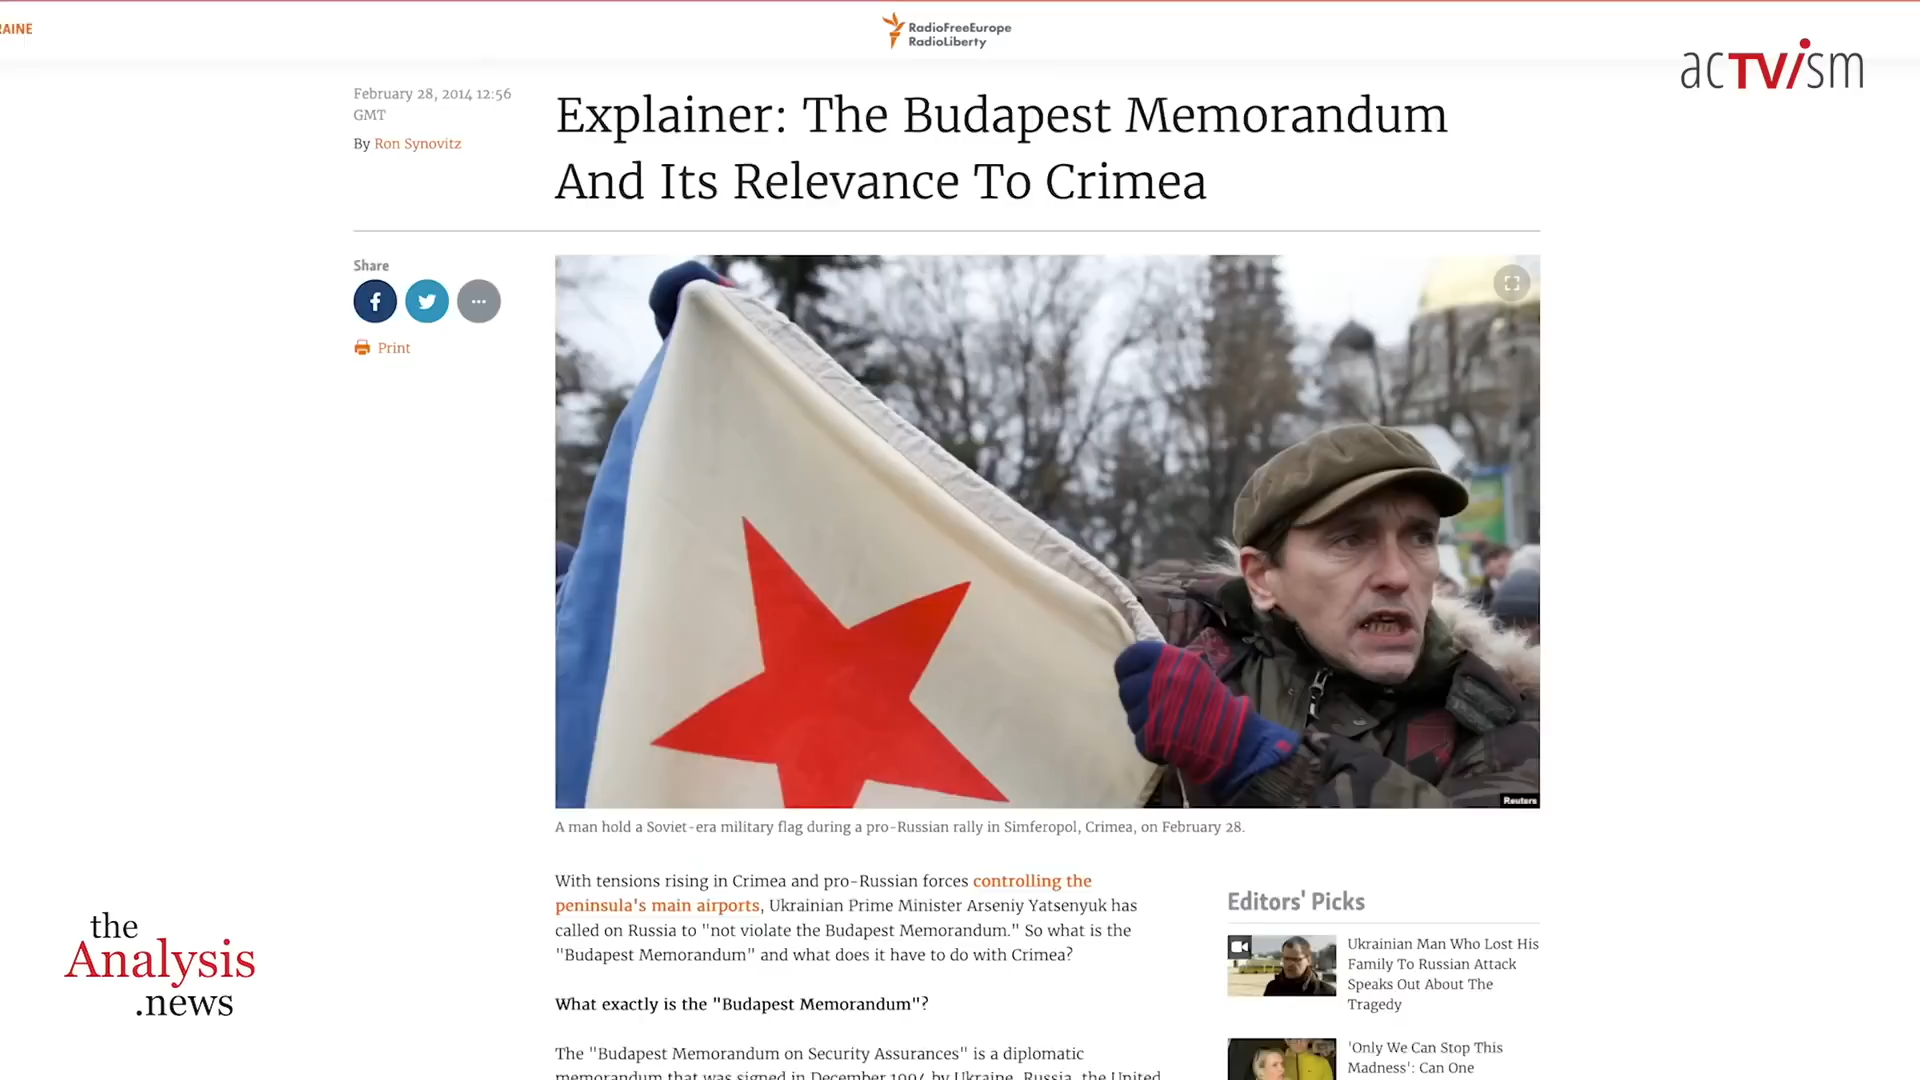 RAINE
RadioFreeEurope
RadioLiberty
acTVism
February 28, 2014 12:56
GMT
By Ron Synovitz
Explainer: The Budapest Memorandum
And Its Relevance To Crimea
Share
Print
Reuters
A man hold a Soviet-era military flag during a pro-Russian rally in Simferopol, Crimea, on February 28.
With tensions rising in Crimea and pro-Russian forces controlling the
peninsula's main airports, Ukrainian Prime Minister Arseniy Yatsenyuk has
called on Russia to "not violate the Budapest Memorandum." So what is the
"Budapest Memorandum" and what does it have to do with Crimea?
What exactly is the "Budapest Memorandum"?
The "Budapest Memorandum on Security Assurances" is a diplomatic
memorandum that was signed in December 1994 by Ukraine, Russia, the United
Editors' Picks
Ukrainian Man Who Lost His
Family To Russian Attack
Speaks Out About The
Tragedy
'Only We Can Stop This
Madness': Can One
the
Analysis
.news